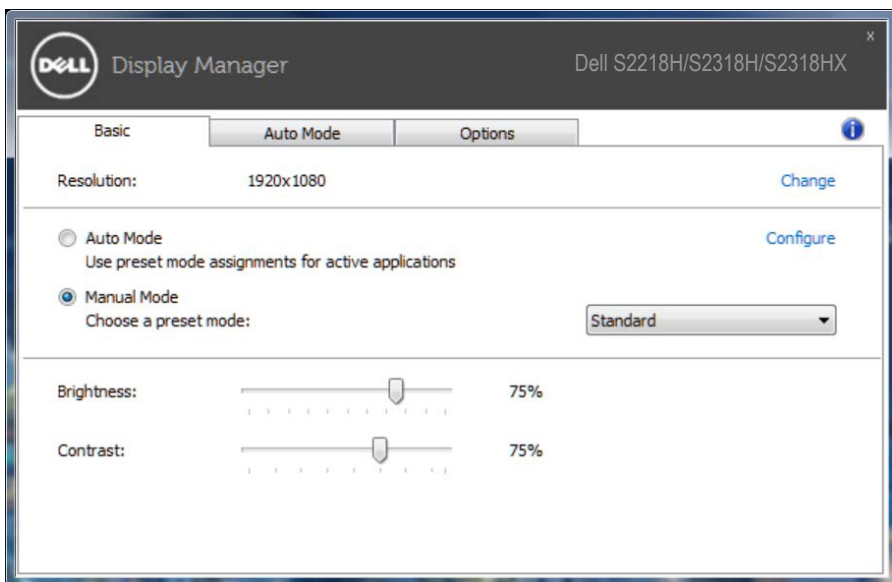 DELL Display Manager Dell S2218H/S2318H/S2318HX x
Basic Auto Mode Options i
Resolution: 1920x1080 Change
Auto Mode Configure
Use preset mode assignments for active applications
Manual Mode
Choose a preset mode: Standard
Brightness: 75%
Contrast: 75%